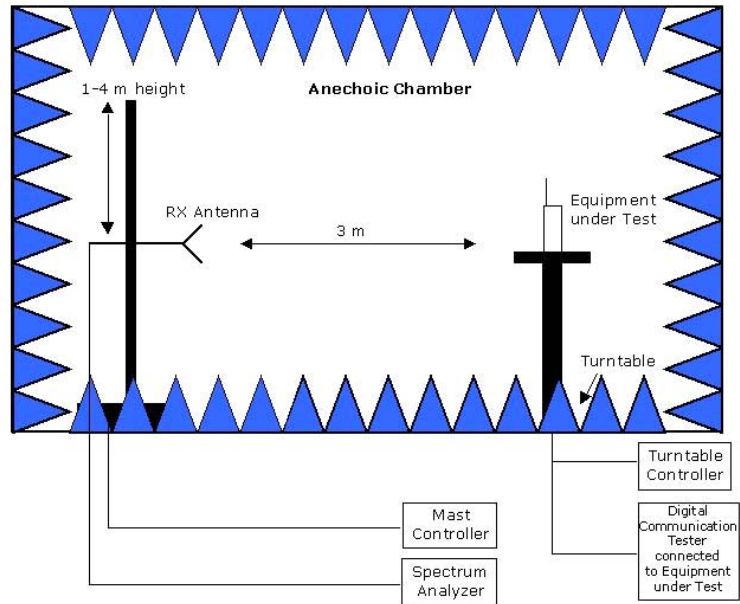 1-4 m height
Anechoic Chamber
RX Antenna
Equipment
under Test
3 m
Turntable
Turntable
Controller
Mast
Controller
Digital
Communication
Tester
connected
to Equipment
under Test
Spectrum
Analyzer